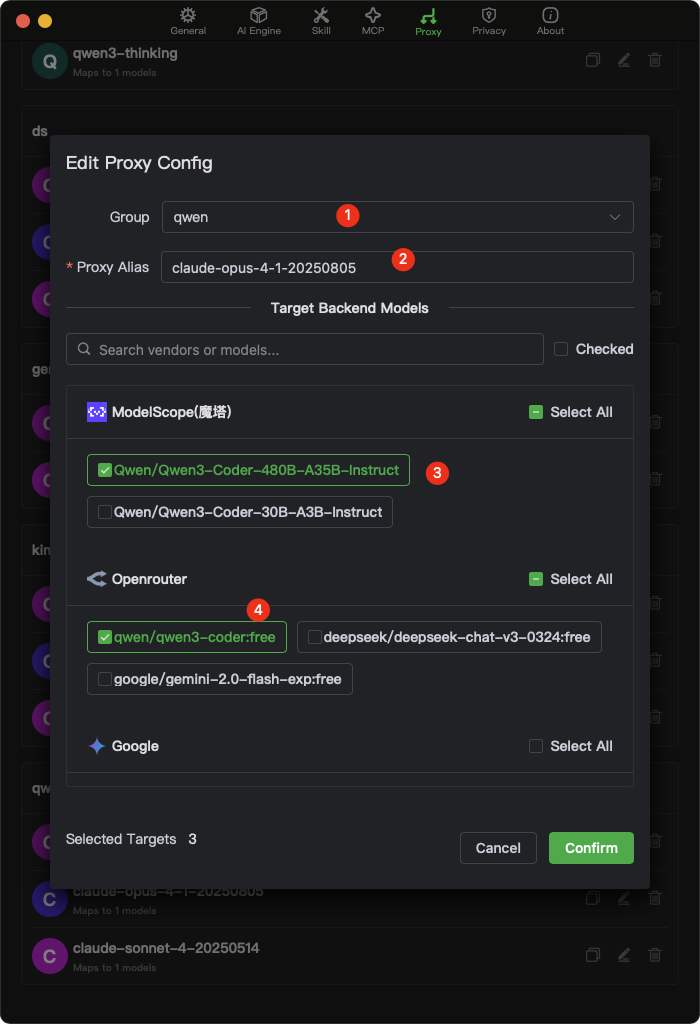 General AI Engine Skill MCP Proxy Privacy About
Q qwen3-thinking
Maps to 1 models
ds
Edit Proxy Config
Group qwen 1
* Proxy Alias claude-opus-4-1-20250805 2
Target Backend Models
Search vendors or models... Checked
ModelScope(魔塔) Select All
Qwen/Qwen3-Coder-480B-A35B-Instruct 3
Qwen/Qwen3-Coder-30B-A3B-Instruct
Openrouter Select All
4
qwen/qwen3-coder:free deepseek/deepseek-chat-v3-0324:free
google/gemini-2.0-flash-exp:free
Google Select All
Selected Targets 3
Cancel Confirm
C claude-opus-4-1-20250805
Maps to 1 models
C claude-sonnet-4-20250514
Maps to 1 models